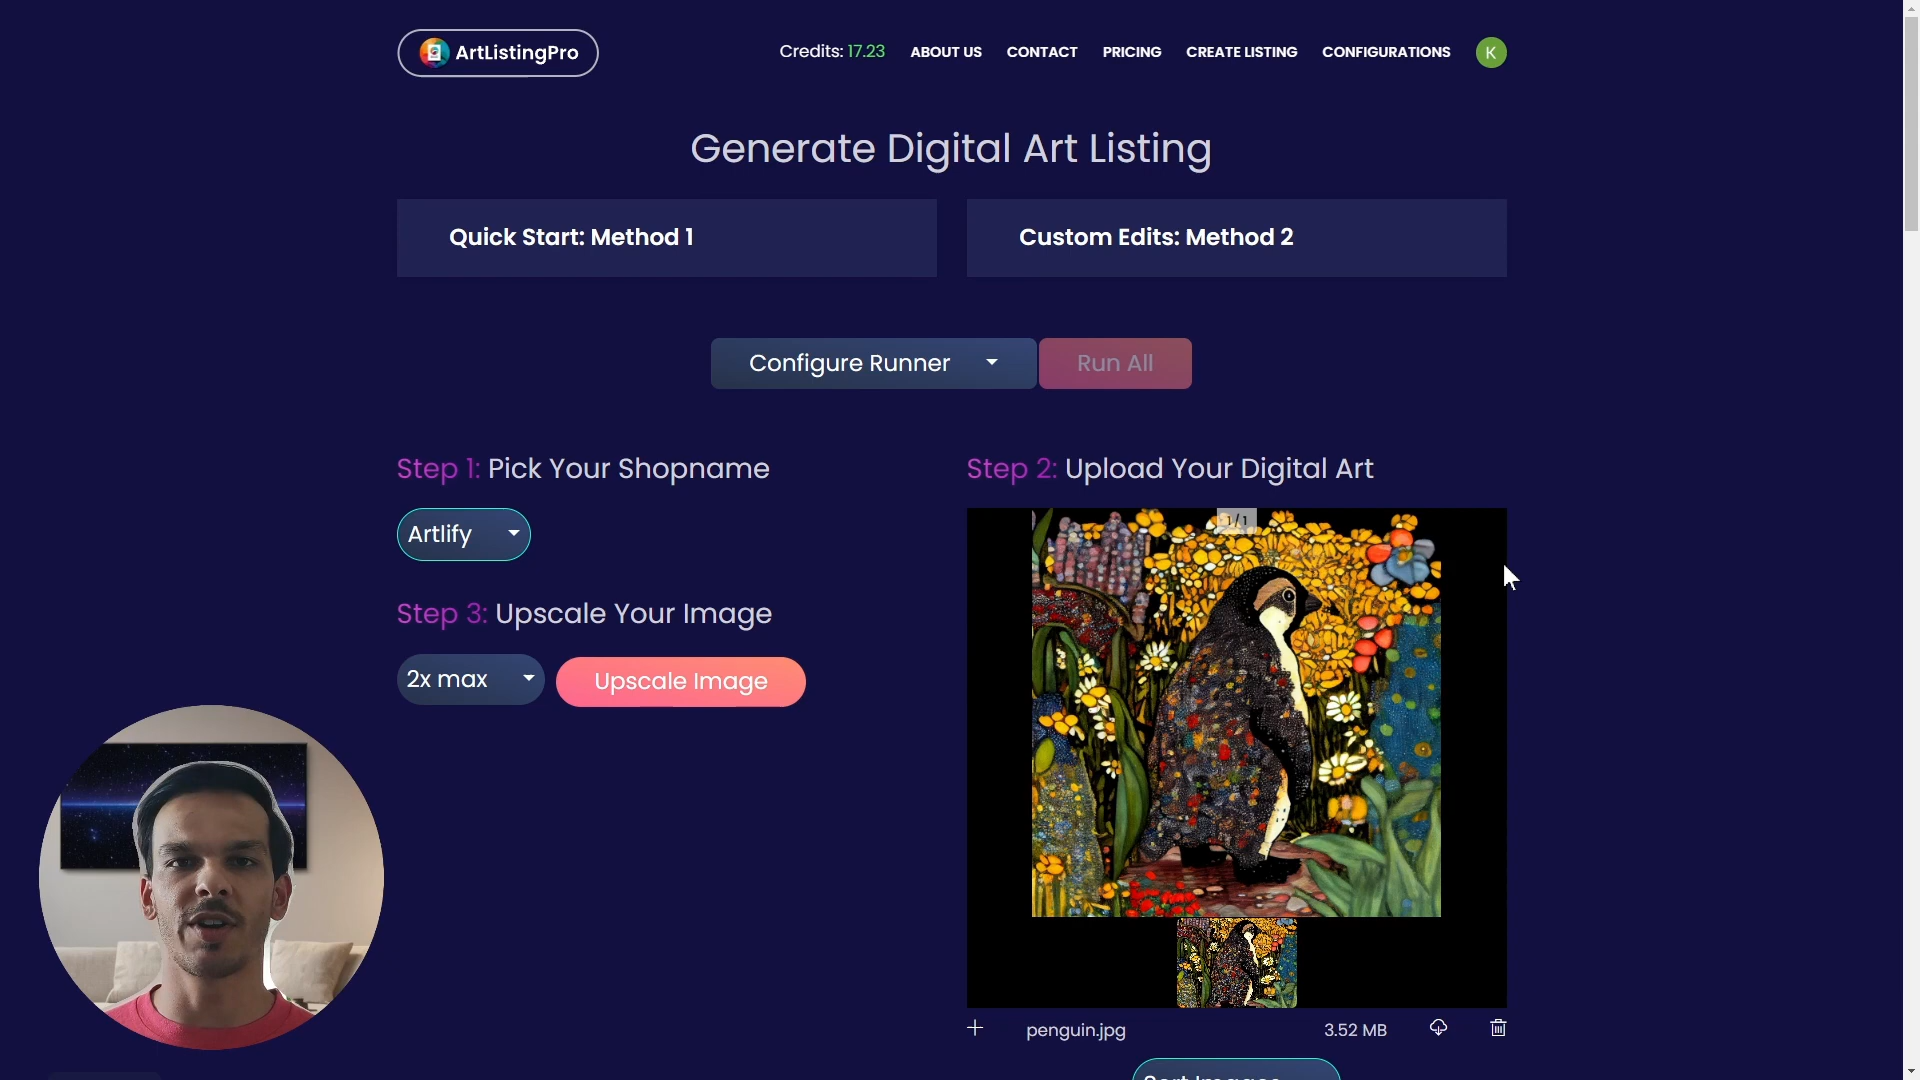 ArtListingPro
Credits: 17.23
ABOUT US
CONTACT
PRICING
CREATE LISTING
CONFIGURATIONS
K
Generate Digital Art Listing
Quick Start: Method 1
Custom Edits: Method 2
Configure Runner
Run All
Step 1: Pick Your Shopname
Artlify
Step 2: Upload Your Digital Art
1 / 1
Step 3: Upscale Your Image
2x max
Upscale Image
penguin.jpg
3.52 MB